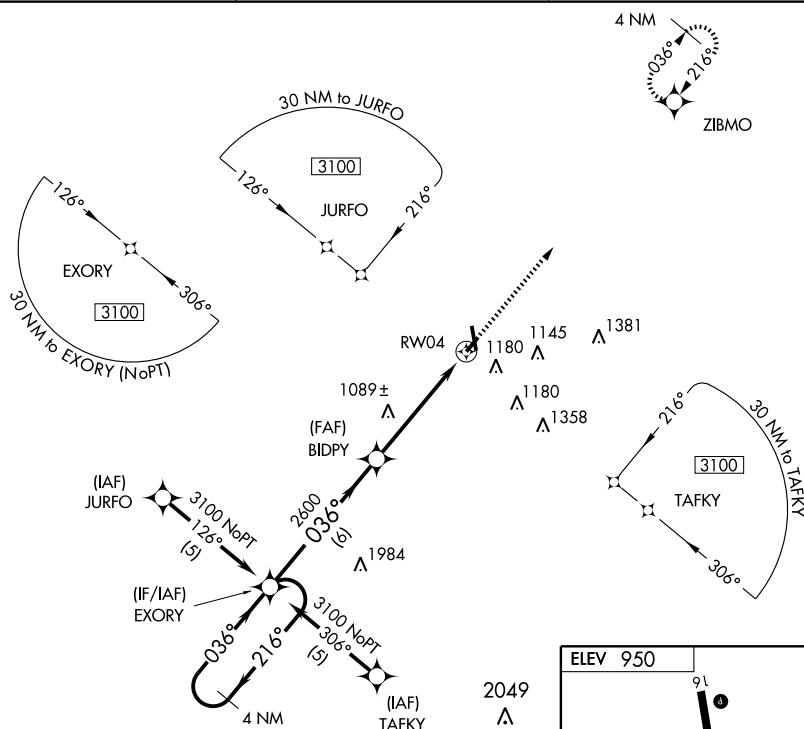 4 NM
036°
216°
ZIBMO
30 NM to JURFO
3100
126°
216°
JURFO
126°
EXORY
306°
3100
30 NM to EXORY (NoPT)
RW04
1180
1145
1381
1089±
1180
1358
(FAF)
BIDPY
216°
30 NM to TAFKY
3100
TAFKY
306°
(IAF)
JURFO
3100 NoPT
126°
(5)
2600
036°
(6)
1984
(IF/IAF)
EXORY
3100 NoPT
306°
(5)
036°
216°
4 NM
(IAF)
TAFKY
2049
ELEV 950
16
P